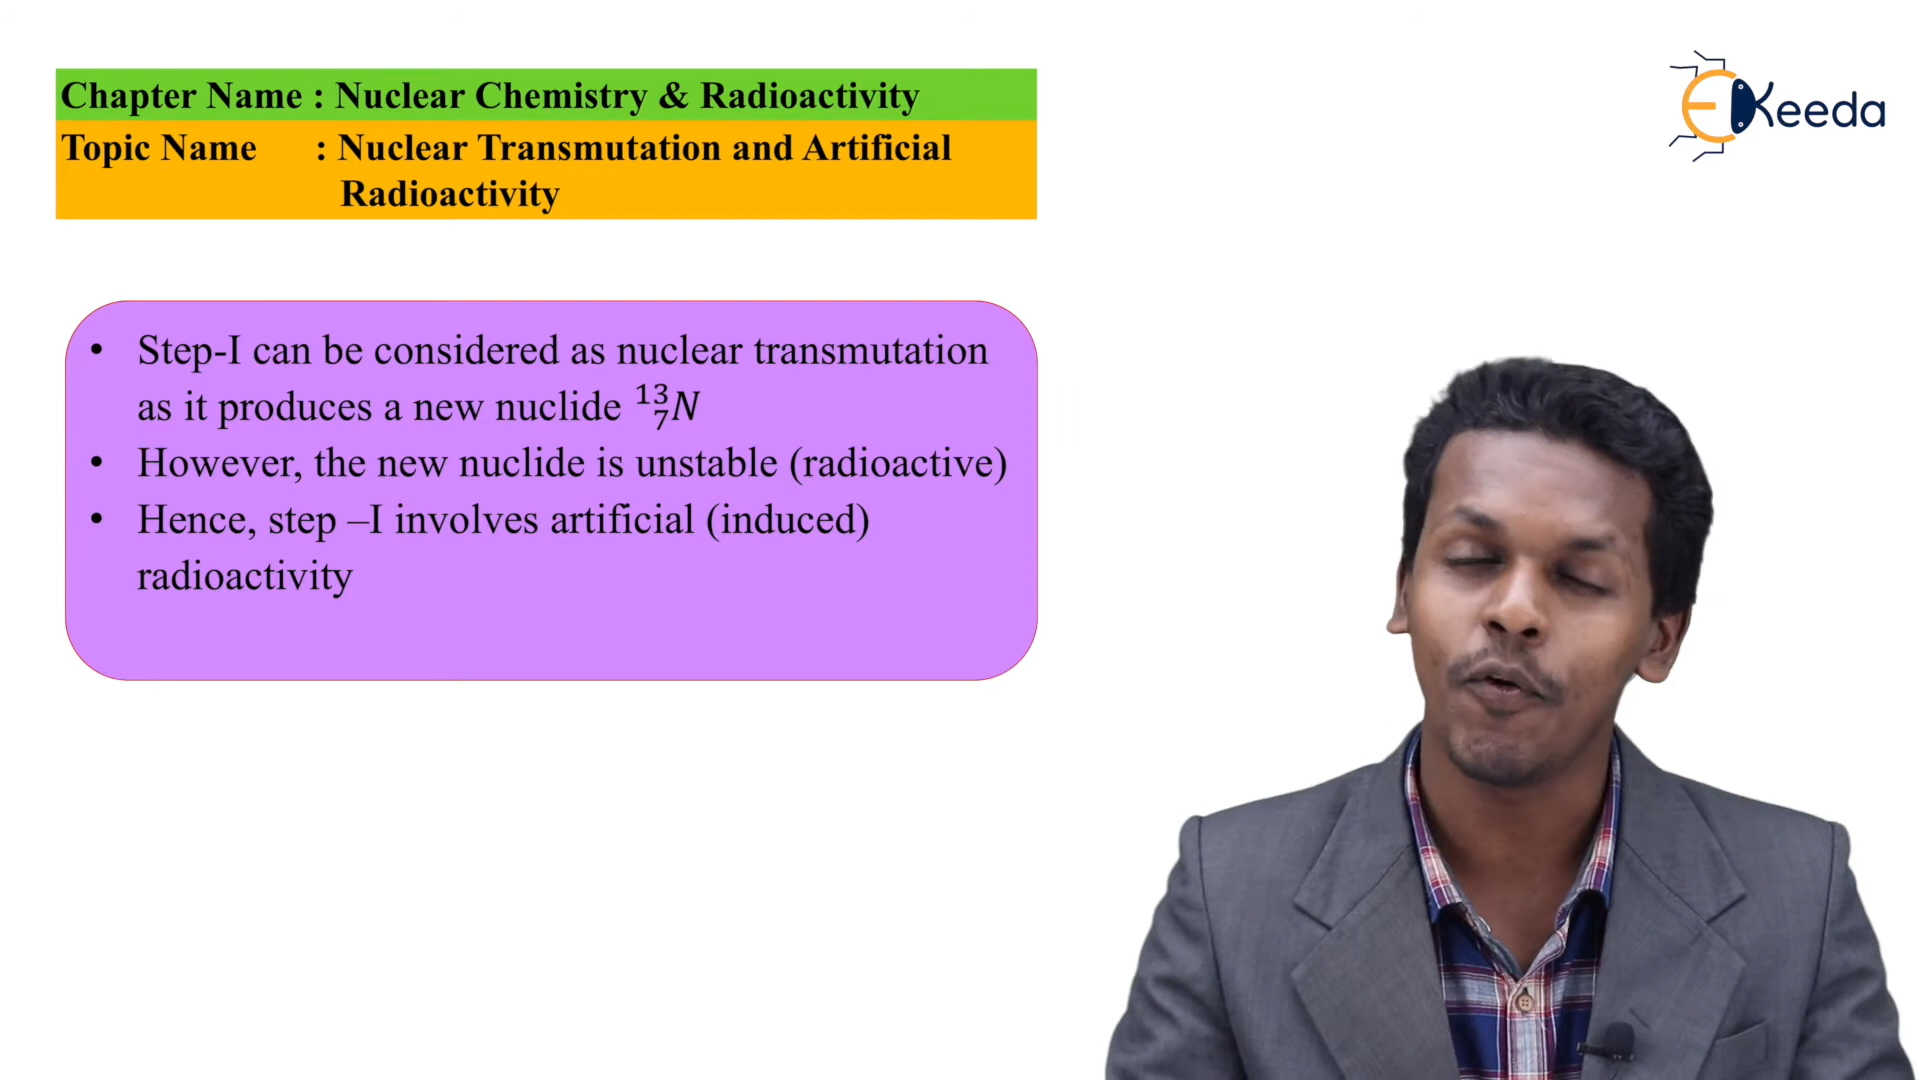 Chapter Name : Nuclear Chemistry & Radioactivity
Topic Name : Nuclear Transmutation and Artificial
Radioactivity
EKeeda
• Step-I can be considered as nuclear transmutation
as it produces a new nuclide ¹³₇N
• However, the new nuclide is unstable (radioactive)
• Hence, step –I involves artificial (induced)
radioactivity